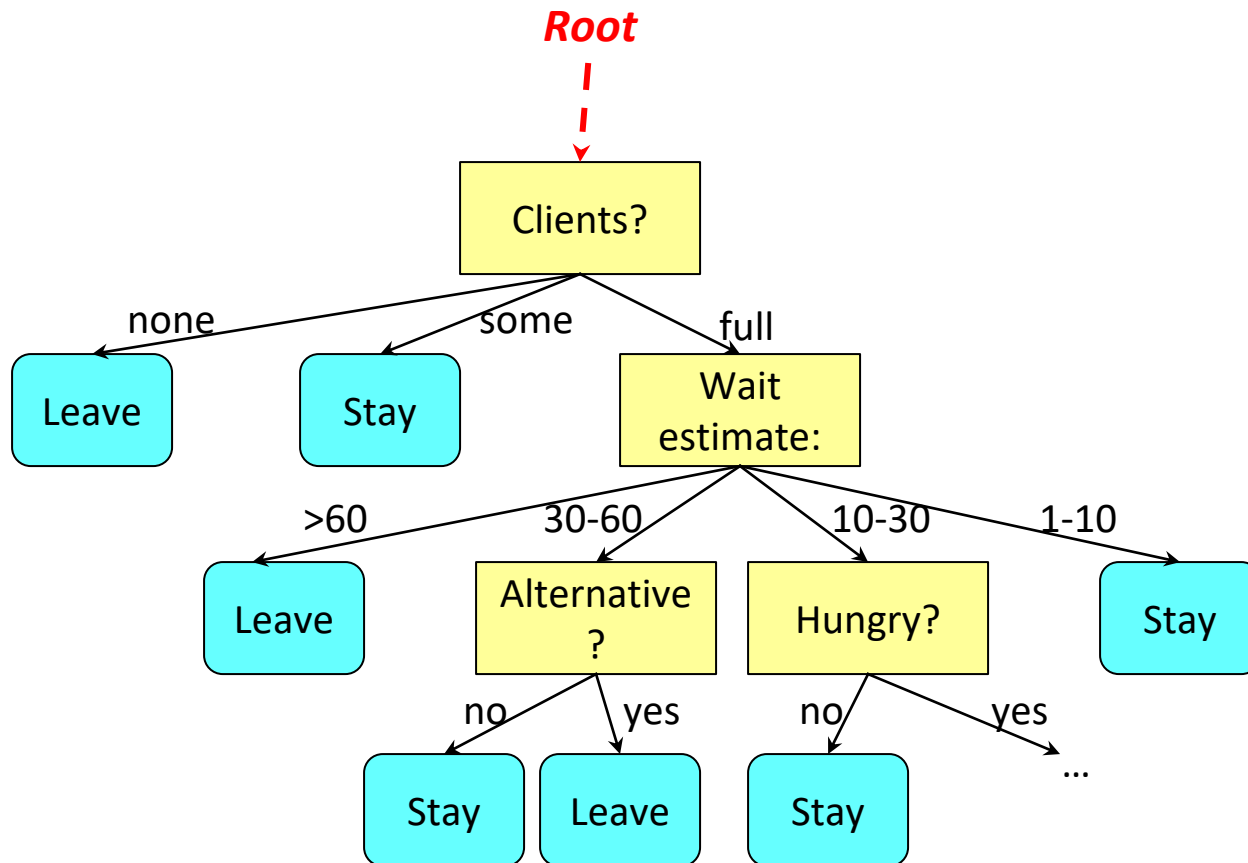 Root
Clients?
none
some
full
Leave
Stay
Wait
estimate:
>60
30-60
10-30
1-10
Leave
Alternative
?
Hungry?
Stay
no
yes
no
yes
Stay
Leave
Stay
...